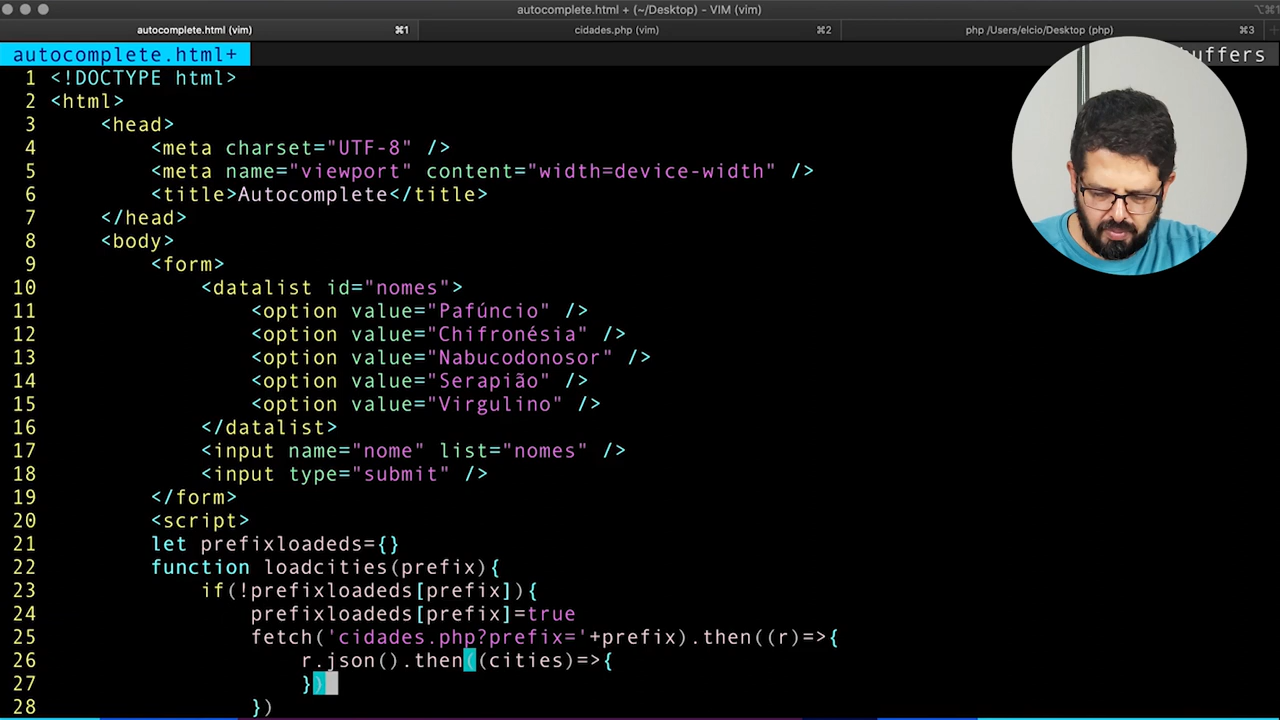 autocomplete.html + (~/Desktop) - VIM (vim)
autocomplete.html (vim) ⌘1 cidades.php (vim) ⌘2 php /Users/elcio/Desktop (php) ⌘3
autocomplete.html+ buffers
1 <!DOCTYPE html>
2 <html>
3 <head>
4 <meta charset="UTF-8" />
5 <meta name="viewport" content="width=device-width" />
6 <title>Autocomplete</title>
7 </head>
8 <body>
9 <form>
10 <datalist id="nomes">
11 <option value="Pafúncio" />
12 <option value="Chifronésia" />
13 <option value="Nabucodonosor" />
14 <option value="Serapião" />
15 <option value="Virgulino" />
16 </datalist>
17 <input name="nome" list="nomes" />
18 <input type="submit" />
19 </form>
20 <script>
21 let prefixloadeds={}
22 function loadcities(prefix){
23 if(!prefixloadeds[prefix]){
24 prefixloadeds[prefix]=true
25 fetch('cidades.php?prefix='+prefix).then((r)=>{
26 r.json().then((cities)=>{
27 })
28 })